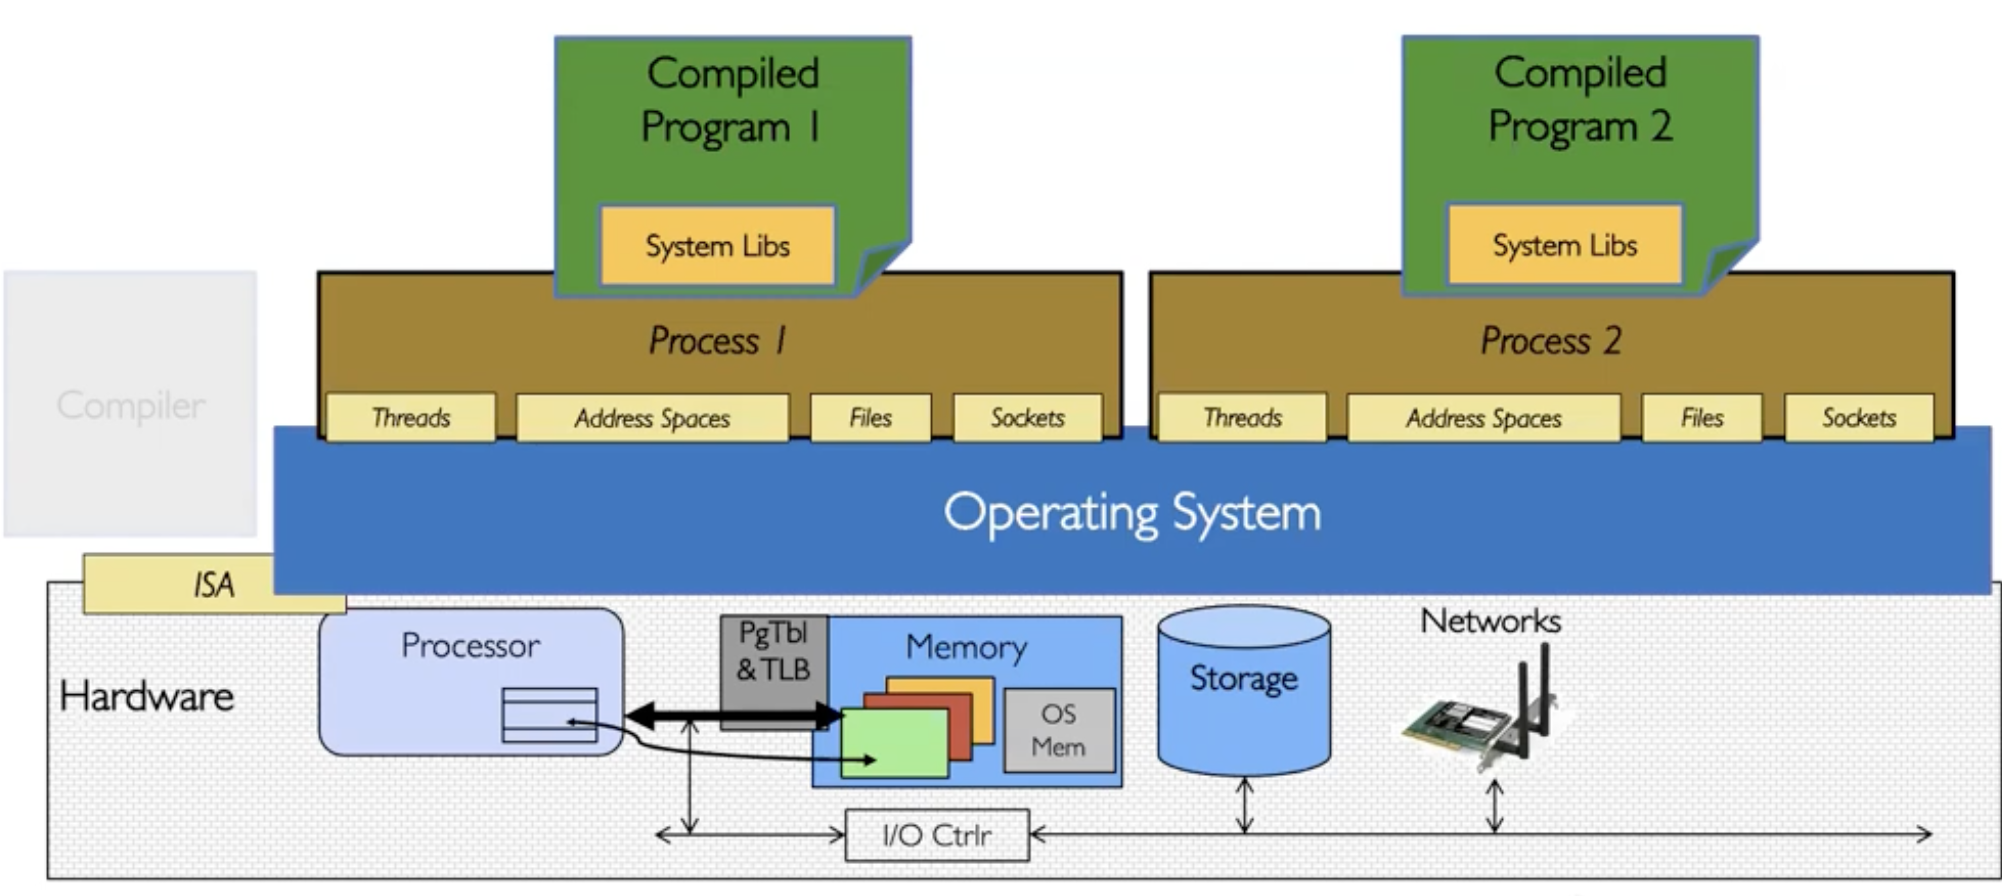 Compiled
Program 1
System Libs
Compiled
Program 2
System Libs
Compiler
Process 1
Threads
Address Spaces
Files
Sockets
Process 2
Threads
Address Spaces
Files
Sockets
Operating System
ISA
Hardware
Processor
PgTbl
& TLB
Memory
OS
Mem
Storage
Networks
I/O Ctrlr